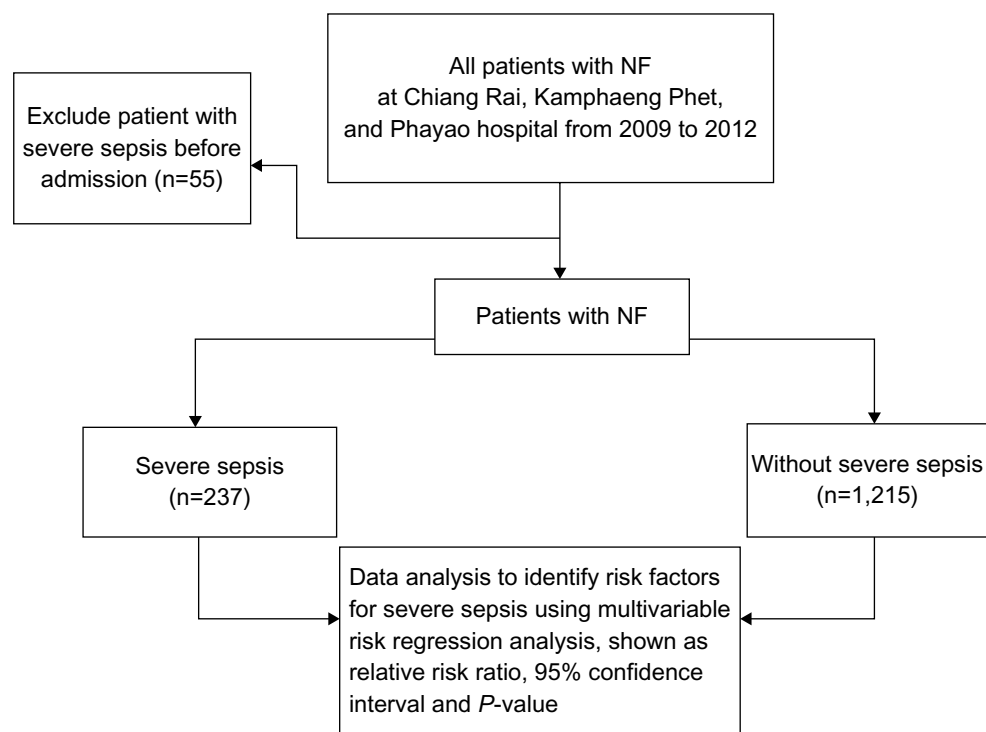 All patients with NF
at Chiang Rai, Kamphaeng Phet,
and Phayao hospital from 2009 to 2012
Exclude patient with
severe sepsis before
admission (n=55)
Patients with NF
Severe sepsis
(n=237)
Without severe sepsis
(n=1,215)
Data analysis to identify risk factors
for severe sepsis using multivariable
risk regression analysis, shown as
relative risk ratio, 95% confidence
interval and P-value